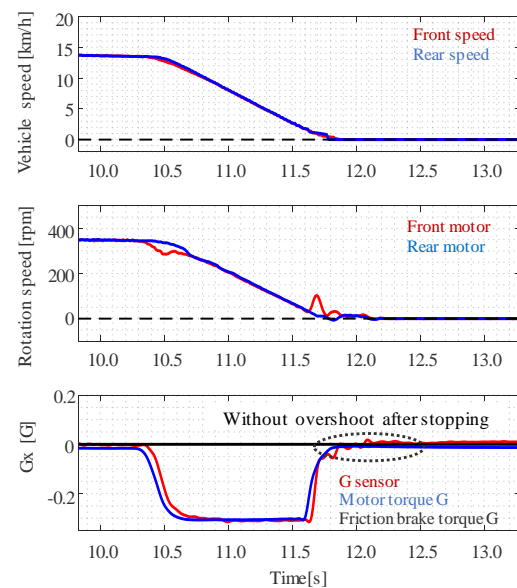 20
15
10
5
0
Vehicle speed [km/h]
Front speed
Rear speed
10.0 10.5 11.0 11.5 12.0 12.5 13.0
400
200
0
Rotation speed [rpm]
Front motor
Rear motor
10.0 10.5 11.0 11.5 12.0 12.5 13.0
0.2
0
-0.2
Gx [G]
Without overshoot after stopping
G sensor
Motor torque G
Friction brake torque G
10.0 10.5 11.0 11.5 12.0 12.5 13.0
Time[s]